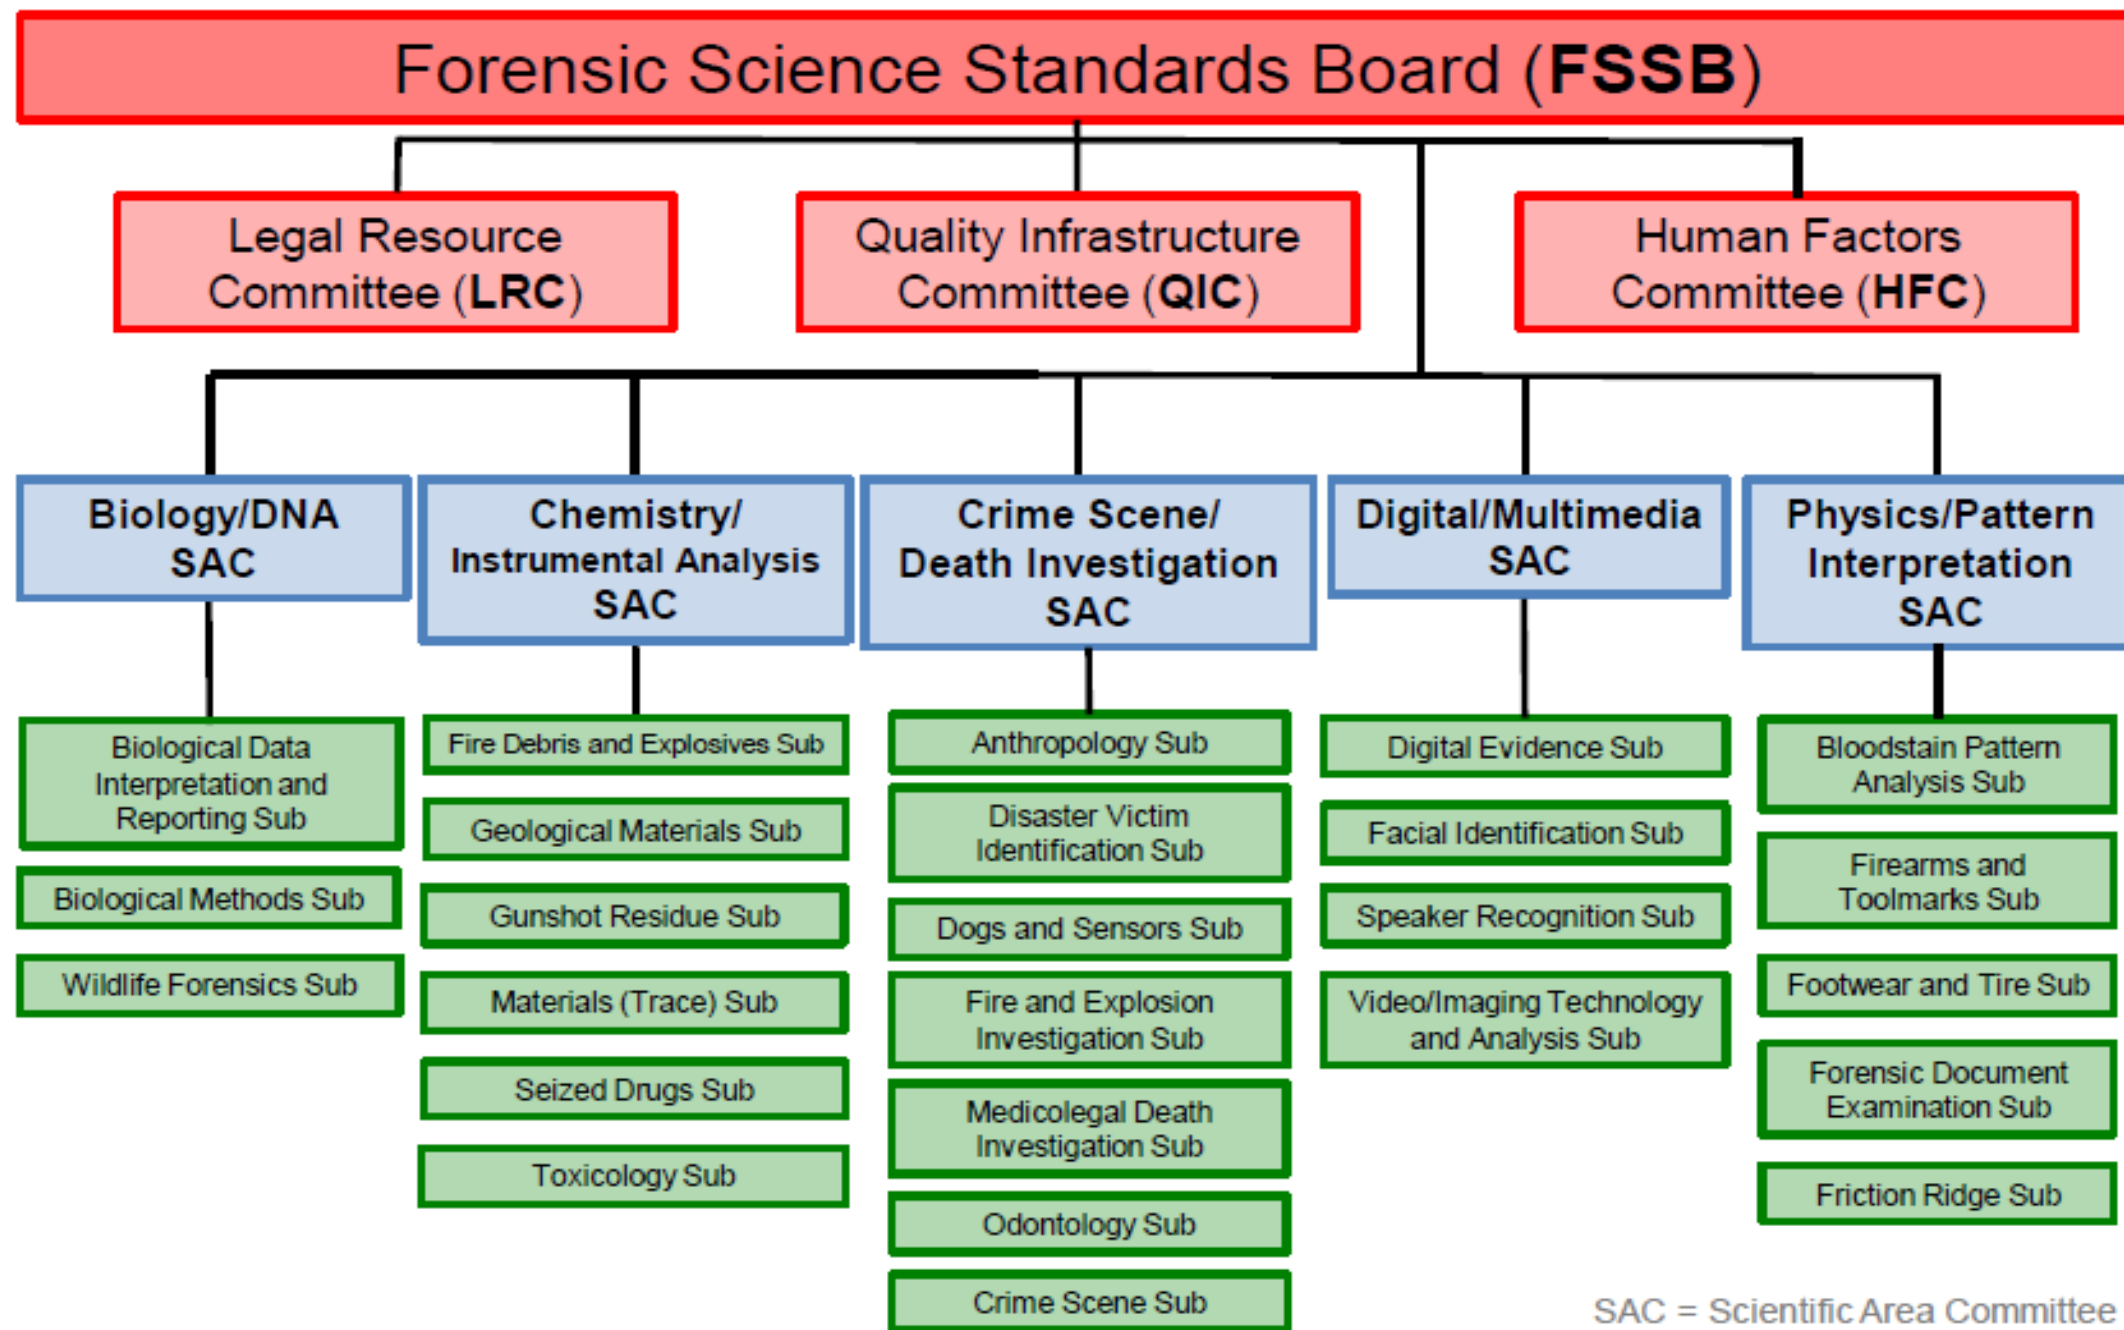 Forensic Science Standards Board (FSSB)
Legal Resource
Committee (LRC)
Quality Infrastructure
Committee (QIC)
Human Factors
Committee (HFC)
Biology/DNA
SAC
Chemistry/
Instrumental Analysis
SAC
Crime Scene/
Death Investigation
SAC
Digital/Multimedia
SAC
Physics/Pattern
Interpretation
SAC
Biological Data
Interpretation and
Reporting Sub
Biological Methods Sub
Wildlife Forensics Sub
Fire Debris and Explosives Sub
Geological Materials Sub
Gunshot Residue Sub
Materials (Trace) Sub
Seized Drugs Sub
Toxicology Sub
Anthropology Sub
Disaster Victim
Identification Sub
Dogs and Sensors Sub
Fire and Explosion
Investigation Sub
Medicolegal Death
Investigation Sub
Odontology Sub
Crime Scene Sub
Digital Evidence Sub
Facial Identification Sub
Speaker Recognition Sub
Video/Imaging Technology
and Analysis Sub
Bloodstain Pattern
Analysis Sub
Firearms and
Toolmarks Sub
Footwear and Tire Sub
Forensic Document
Examination Sub
Friction Ridge Sub
SAC = Scientific Area Committee